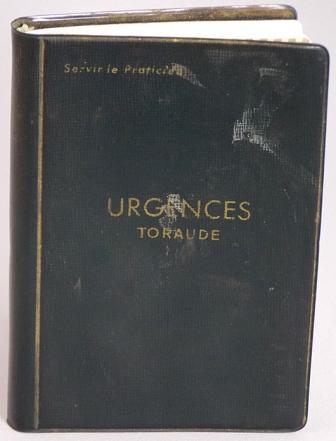 Servir le Praticien
URGENCES
TORAUDE